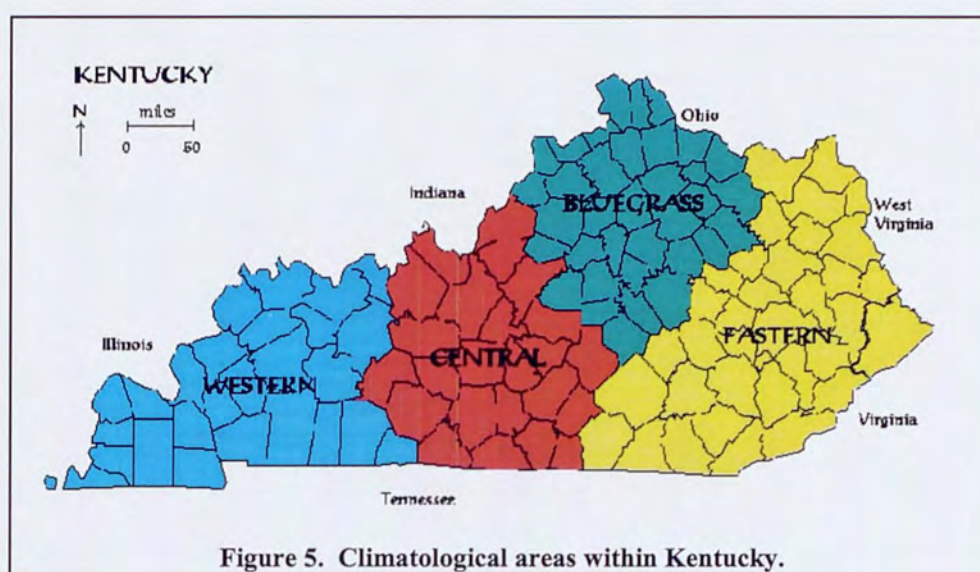 KENTUCKY
N
miles
0 50
Ohio
Indiana
BLUEGRASS
West
Virginia
Illinois
CENTRAL
EASTERN
WESTERN
Virginia
Tennessee
Figure 5. Climatological areas within Kentucky.